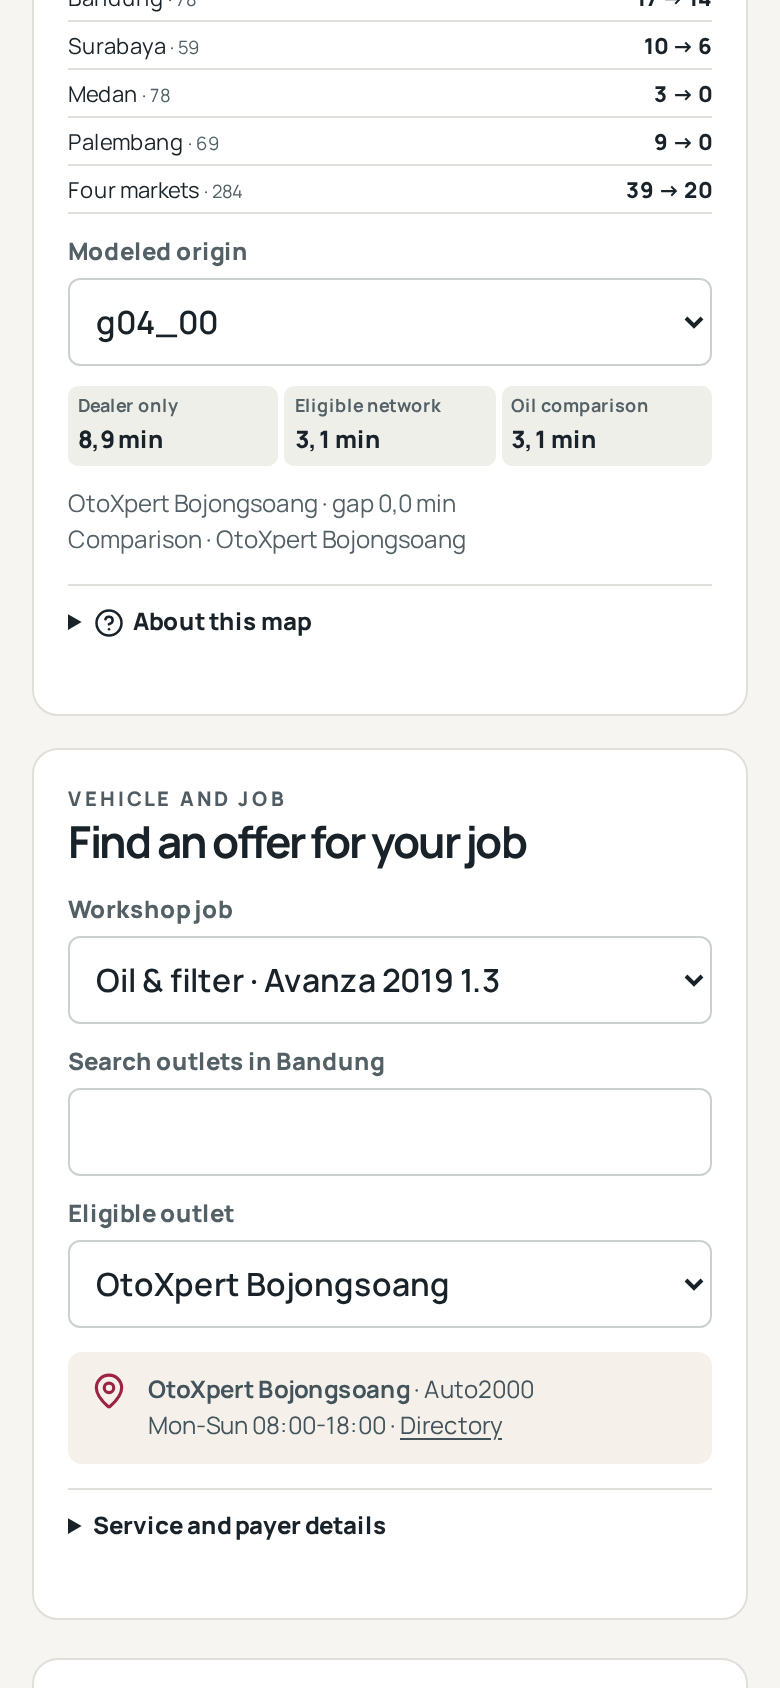 Bandung · 78 17 → 14
Surabaya · 59 10 → 6
Medan · 78 3 → 0
Palembang · 69 9 → 0
Four markets · 284 39 → 20
Modeled origin
g04_00
Dealer only Eligible network Oil comparison
8,9 min 3,1 min 3,1 min
OtoXpert Bojongsoang · gap 0,0 min
Comparison · OtoXpert Bojongsoang
About this map
VEHICLE AND JOB
Find an offer for your job
Workshop job
Oil & filter · Avanza 2019 1.3
Search outlets in Bandung
Eligible outlet
OtoXpert Bojongsoang
OtoXpert Bojongsoang · Auto2000
Mon-Sun 08:00-18:00 · Directory
Service and payer details